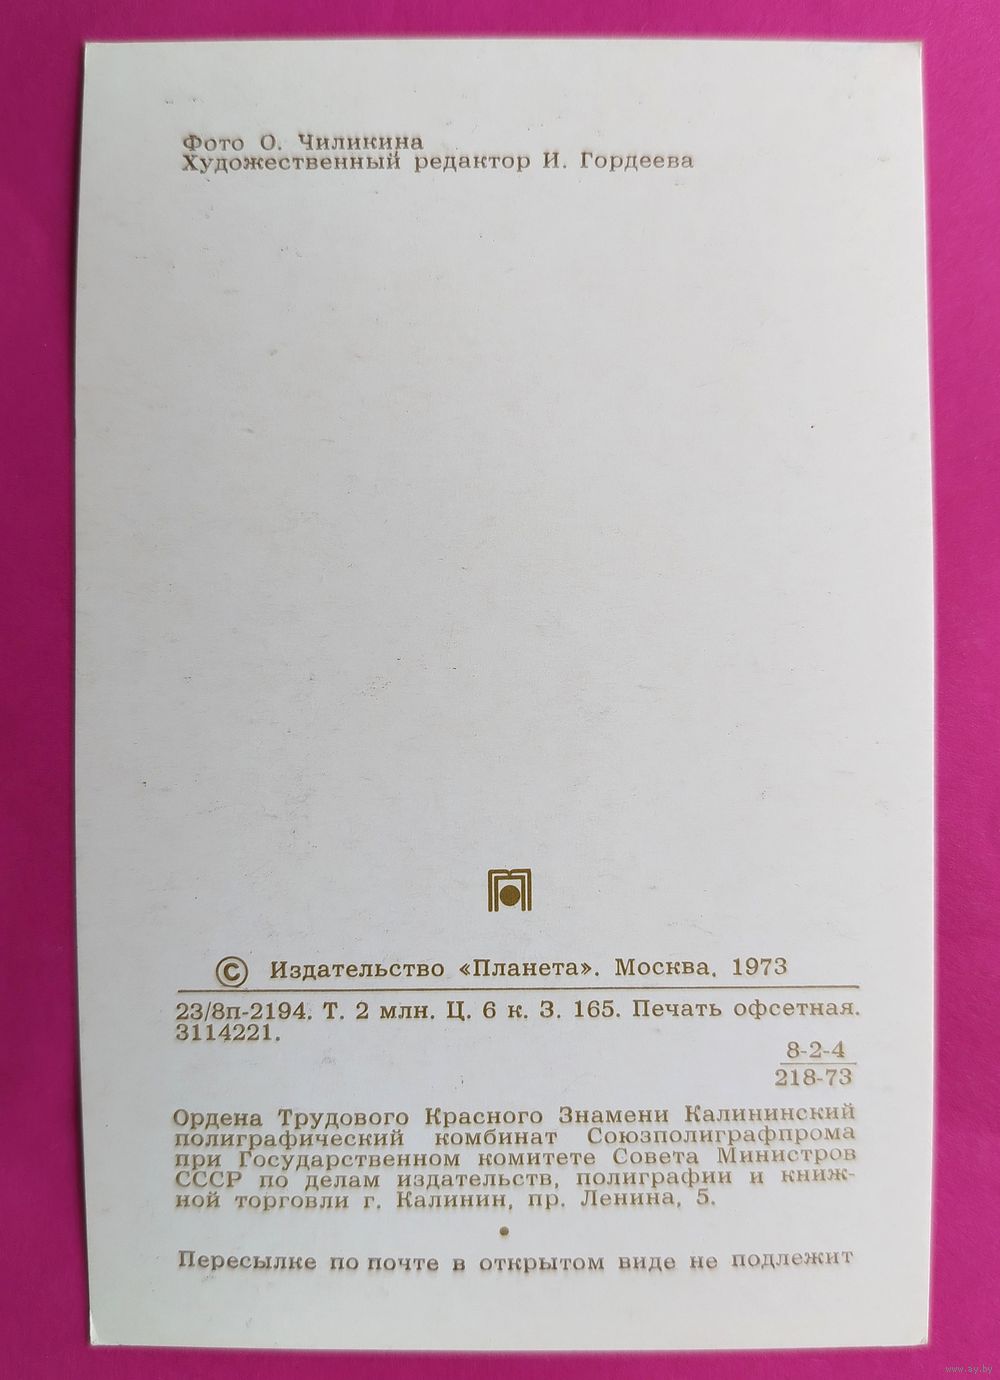 Фото О. Чиликина
Художественный редактор И. Гордеева
© Издательство «Планета». Москва, 1973
23/8п-2194. Т. 2 млн. Ц. 6 к. З. 165. Печать офсетная.
3114221.
8-2-4
218-73
Ордена Трудового Красного Знамени Калининский
полиграфический комбинат Союзполиграфпрома
при Государственном комитете Совета Министров
СССР по делам издательств, полиграфии и книж-
ной торговли г. Калинин, пр. Ленина, 5.
Пересылке по почте в открытом виде не подлежит
www.ay.by